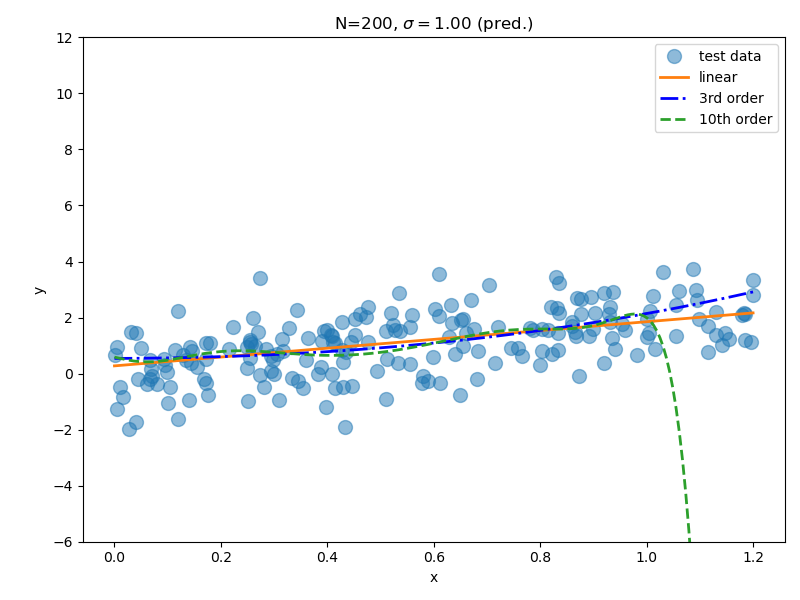 N=200, σ = 1.00 (pred.)
12
10
8
6
4
2
0
−2
−4
−6
y
0.0 0.2 0.4 0.6 0.8 1.0 1.2
x
test data
linear
3rd order
10th order